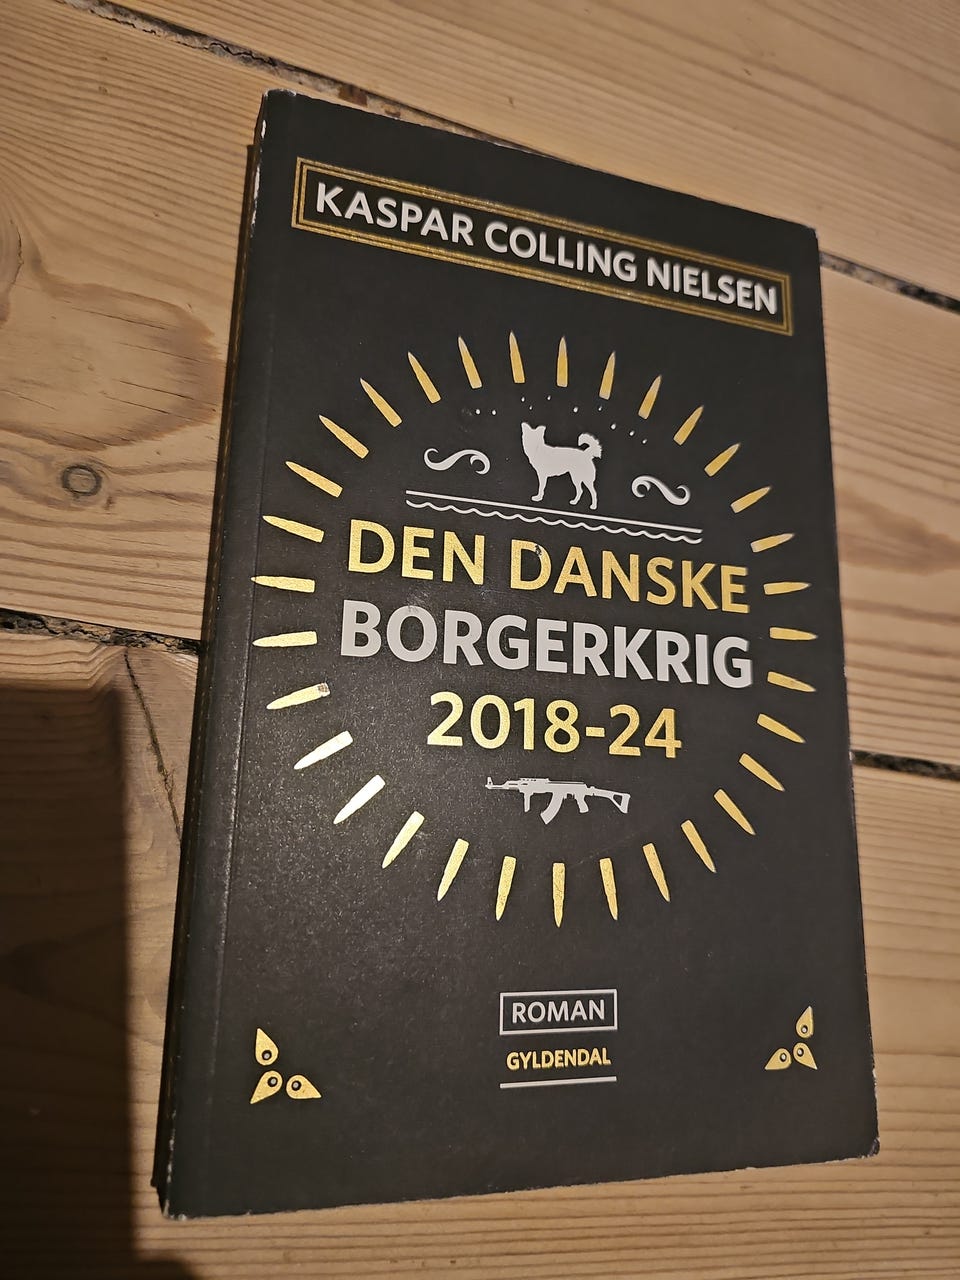 KASPAR COLLING NIELSEN
DEN DANSKE
BORGERKRIG
2018-24
ROMAN
GYLDENDAL